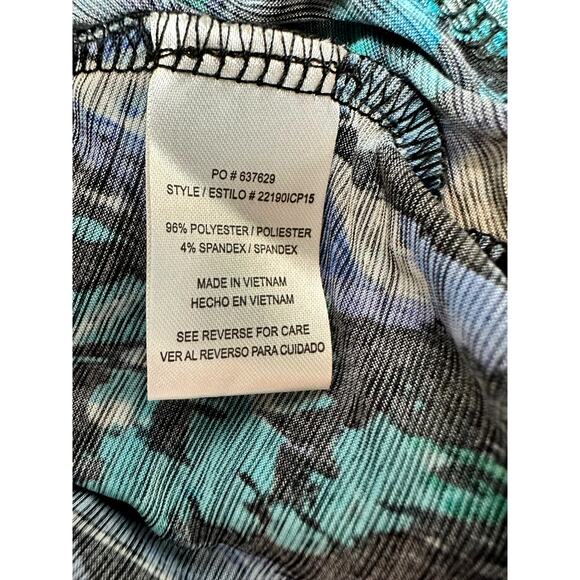 PO # 637629
STYLE / ESTILO # 22190ICP15
96% POLYESTER / POLIESTER
4% SPANDEX / SPANDEX
MADE IN VIETNAM
HECHO EN VIETNAM
SEE REVERSE FOR CARE
VER AL REVERSO PARA CUIDADO